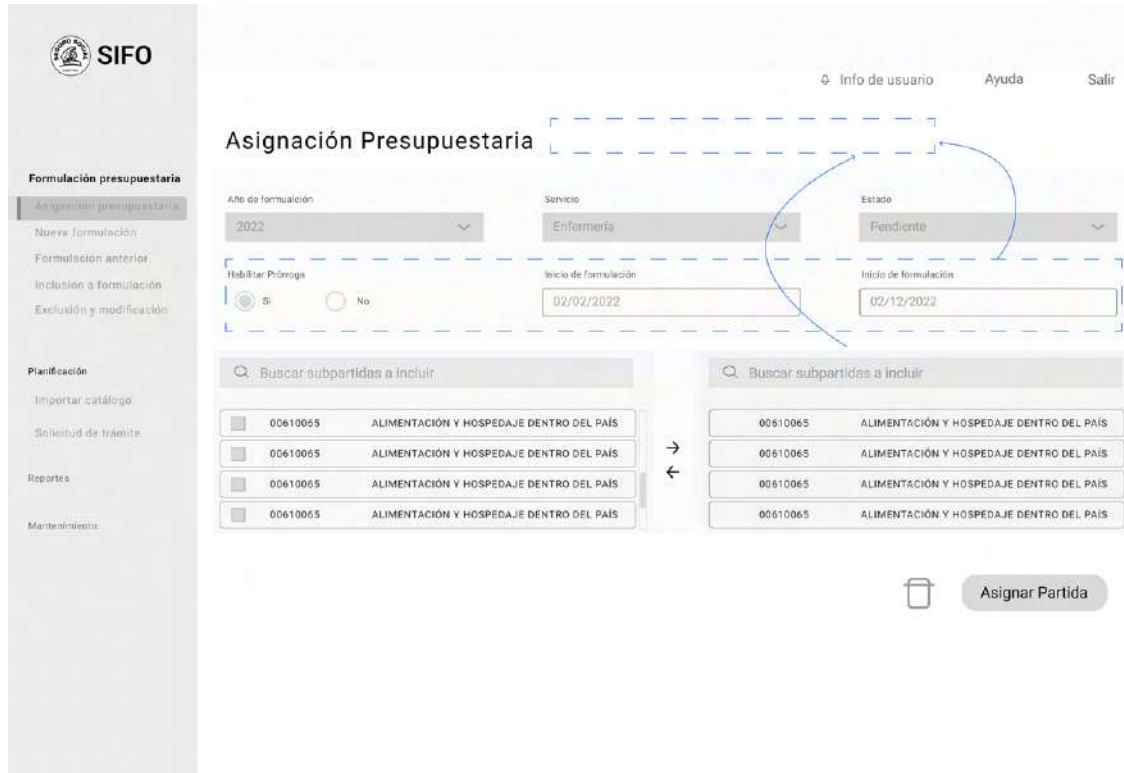 SEGURO SOCIAL
SIFO
Info de usuario Ayuda Salir
Asignación Presupuestaria
Formulación presupuestaria
Asignación presupuestaria
Nueva formulación
Formulación anterior
Inclusión a formulación
Exclusión y modificación
Planificación
Importar catálogo
Solicitud de trámite
Reportes
Mantenimiento
Año de formualción Servicio Estado
2022 Enfermería Pendiente
Habilitar Prórroga Inicio de formulación Inicio de formulación
Si No 02/02/2022 02/12/2022
Buscar subpartidas a incluir Buscar subpartidas a incluir
00610065 ALIMENTACIÓN Y HOSPEDAJE DENTRO DEL PAÍS 00610065 ALIMENTACIÓN Y HOSPEDAJE DENTRO DEL PAÍS
00610065 ALIMENTACIÓN Y HOSPEDAJE DENTRO DEL PAÍS 00610065 ALIMENTACIÓN Y HOSPEDAJE DENTRO DEL PAÍS
00610065 ALIMENTACIÓN Y HOSPEDAJE DENTRO DEL PAÍS 00610065 ALIMENTACIÓN Y HOSPEDAJE DENTRO DEL PAÍS
00610065 ALIMENTACIÓN Y HOSPEDAJE DENTRO DEL PAÍS 00610065 ALIMENTACIÓN Y HOSPEDAJE DENTRO DEL PAÍS
Asignar Partida